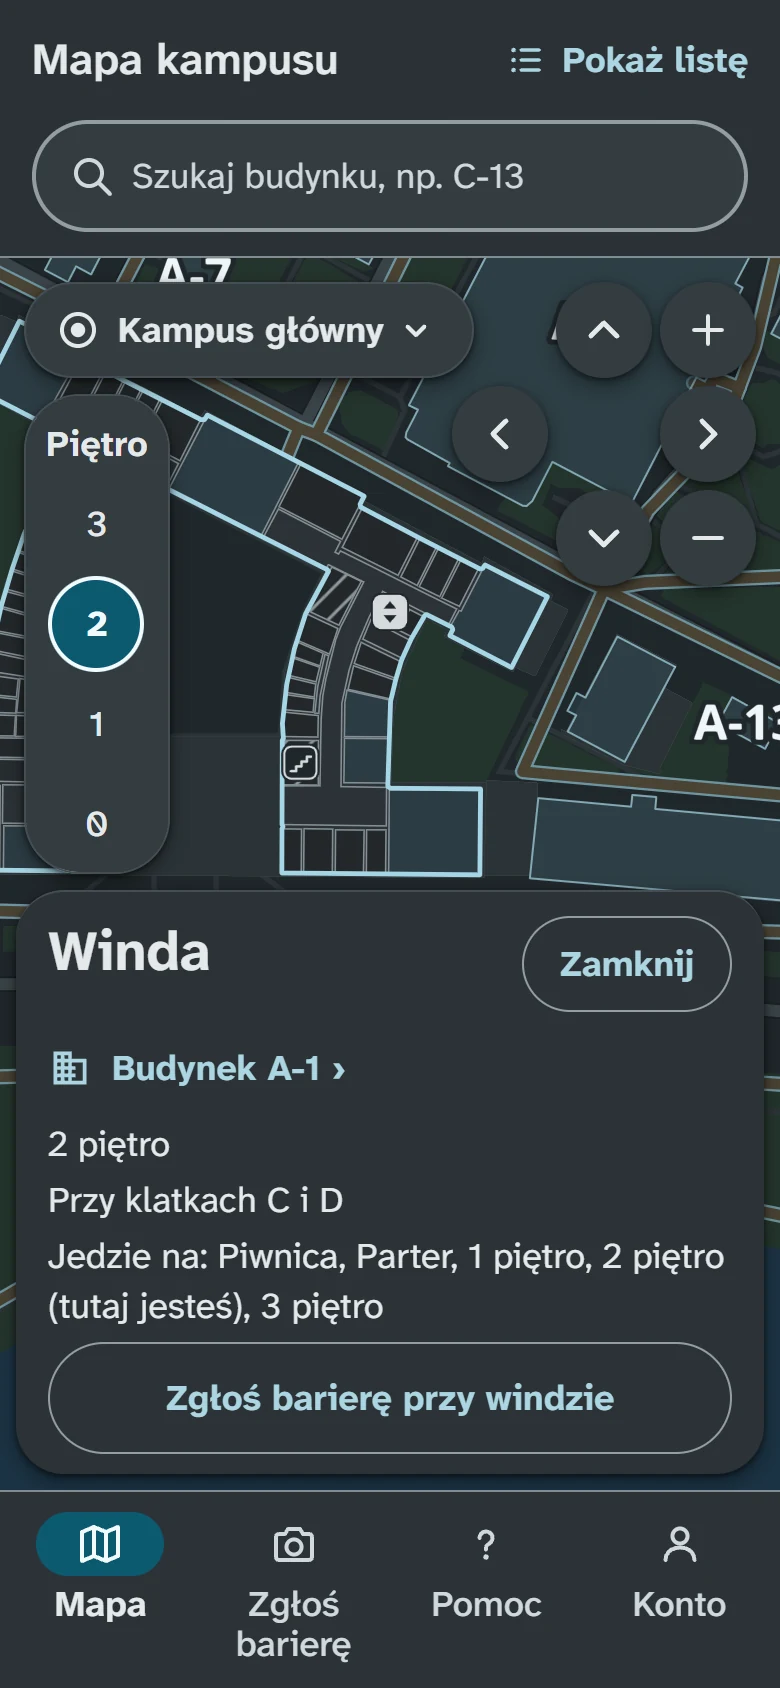 Mapa kampusu
Pokaż listę
Szukaj budynku, np. C-13
A-7
Kampus główny
Piętro
3
2
1
0
A-13
Winda
Zamknij
Budynek A-1 ›
2 piętro
Przy klatkach C i D
Jedzie na: Piwnica, Parter, 1 piętro, 2 piętro
(tutaj jesteś), 3 piętro
Zgłoś barierę przy windzie
Mapa
Zgłoś
barierę
Pomoc
Konto